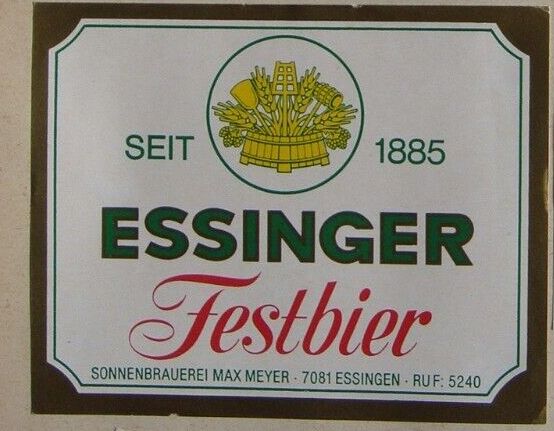 SEIT 1885
ESSINGER
Festbier
SONNENBRAUEREI MAX MEYER · 7081 ESSINGEN · RUF: 5240